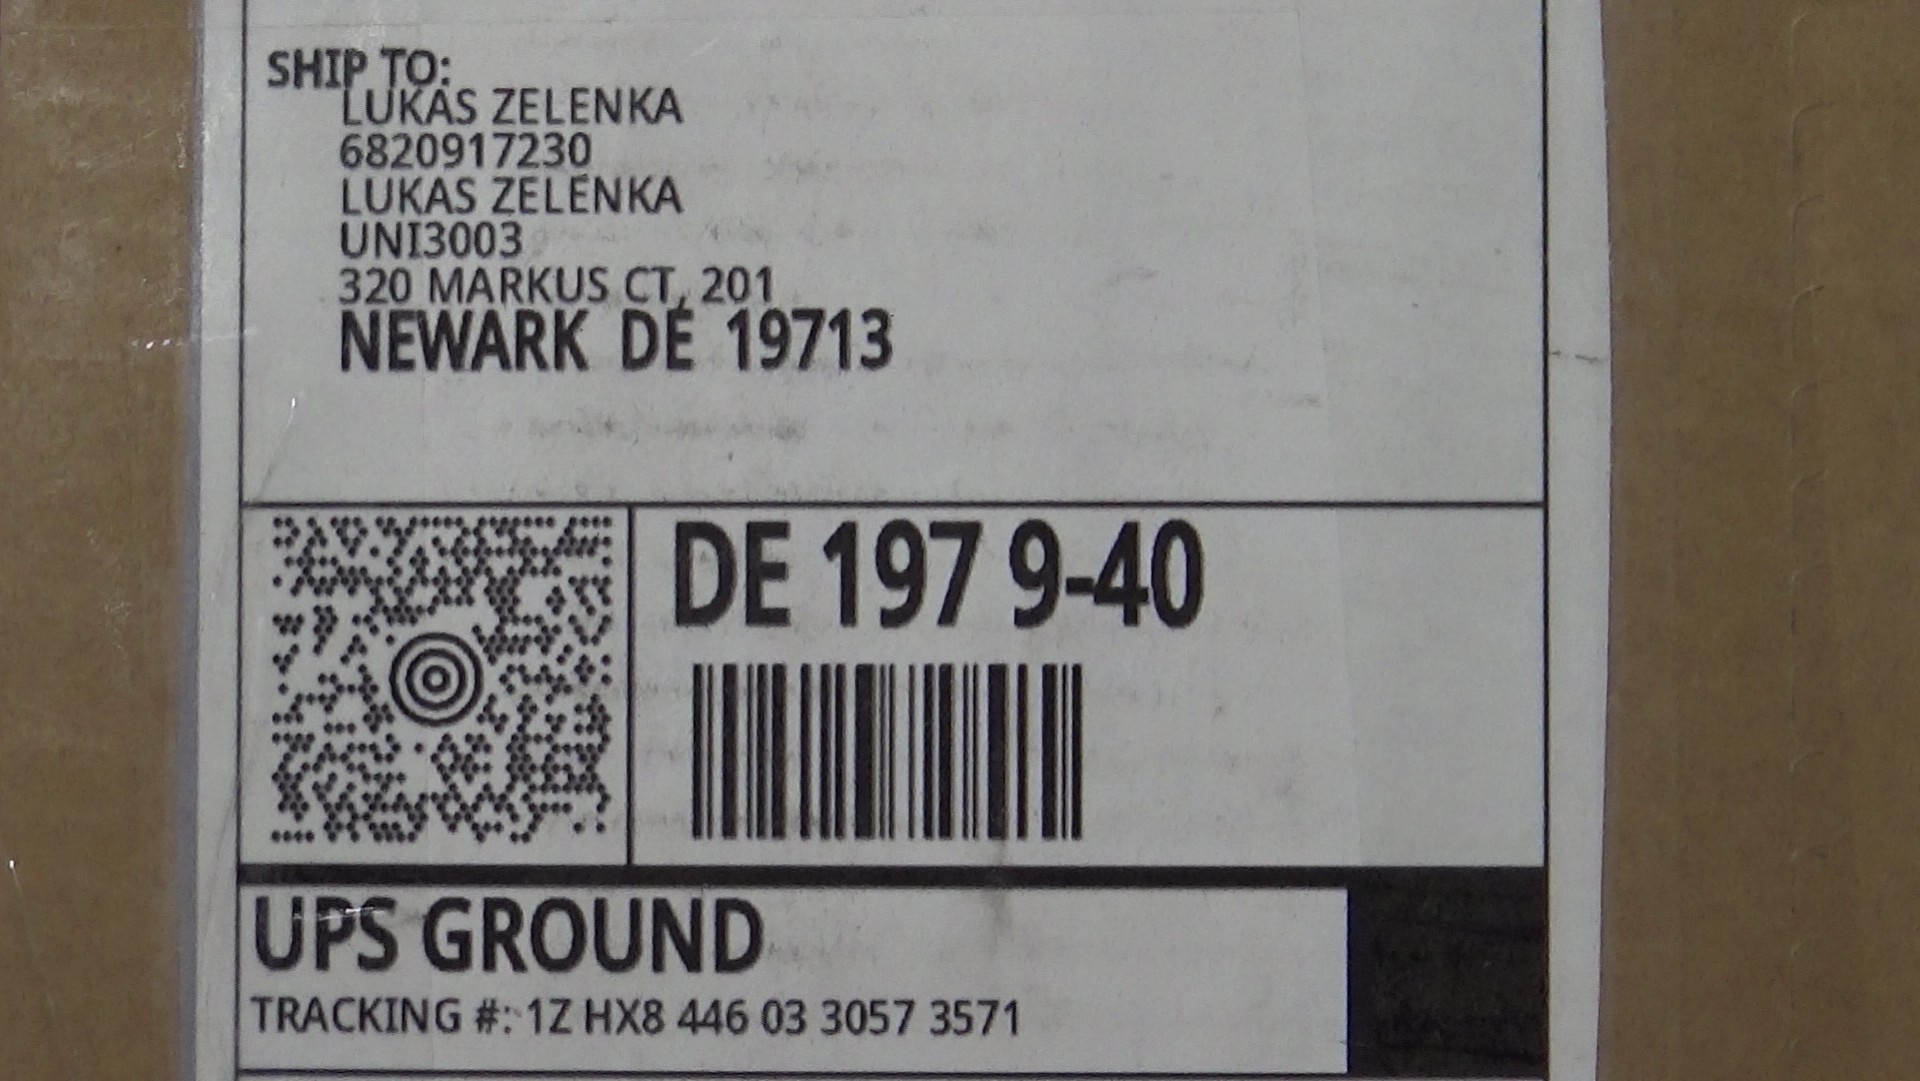 SHIP TO:
LUKAS ZELENKA
6820917230
LUKAS ZELENKA
UNI3003
320 MARKUS CT, 201
NEWARK DE 19713
DE 197 9-40
UPS GROUND
TRACKING #: 1Z HX8 446 03 3057 3571